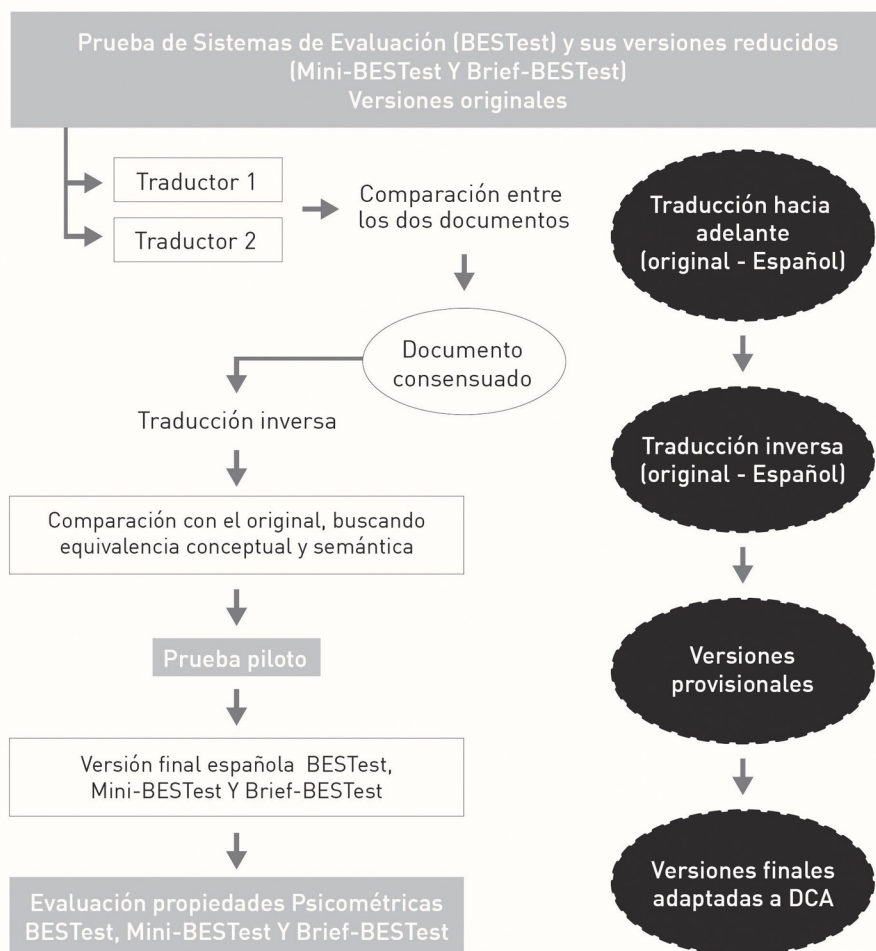 Prueba de Sistemas de Evaluación (BESTest) y sus versiones reducidos
(Mini-BESTest Y Brief-BESTest)
Versiones originales
Traductor 1
Traductor 2
Comparación entre
los dos documentos
Documento
consensuado
Traducción inversa
Comparación con el original, buscando
equivalencia conceptual y semántica
Prueba piloto
Versión final española BESTest,
Mini-BESTest Y Brief-BESTest
Evaluación propiedades Psicométricas
BESTest, Mini-BESTest Y Brief-BESTest
Traducción hacia
adelante
(original - Español)
Traducción inversa
(original - Español)
Versiones
provisionales
Versiones finales
adaptadas a DCA